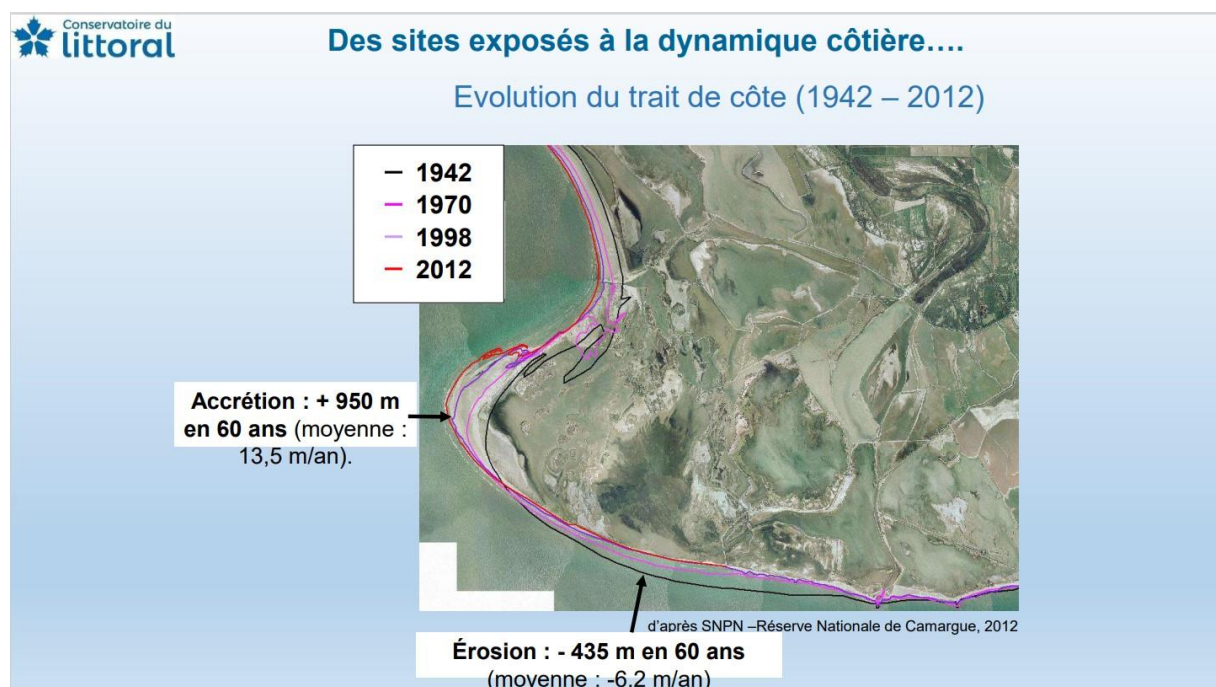 Conservatoire du
littoral
Des sites exposés à la dynamique côtière….
Evolution du trait de côte (1942 – 2012)
1942
1970
1998
2012
Accrétion : + 950 m
en 60 ans (moyenne :
13,5 m/an).
d'après SNPN –Réserve Nationale de Camargue, 2012
Érosion : - 435 m en 60 ans
(moyenne : -6,2 m/an)